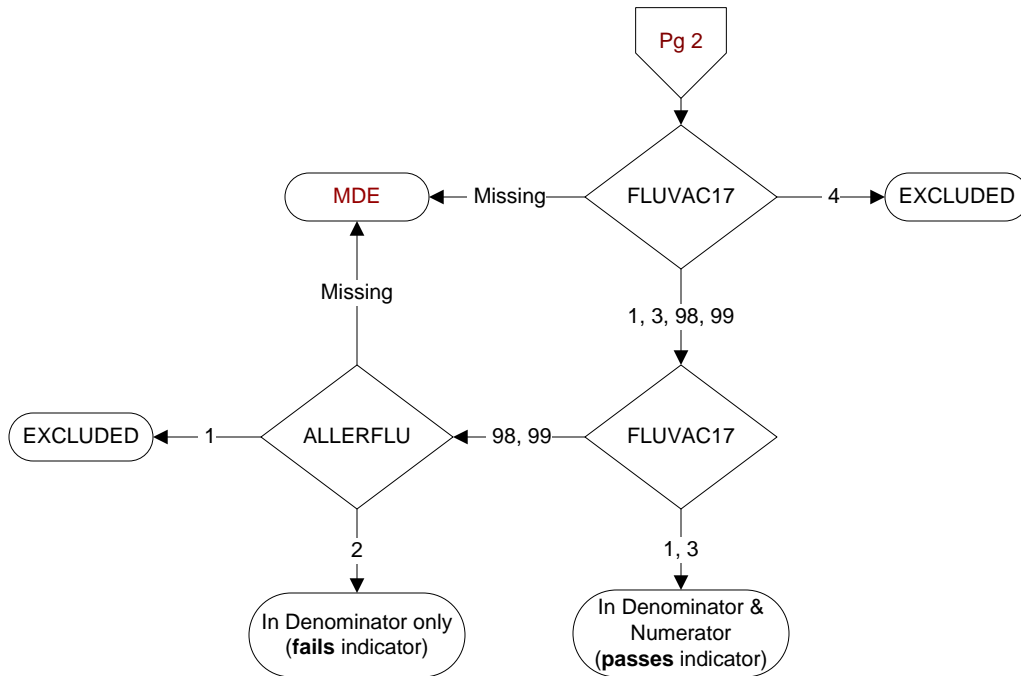 Pg 2
FLUVAC17
Missing
MDE
4
EXCLUDED
Missing
1, 3, 98, 99
FLUVAC17
98, 99
ALLERFLU
1
EXCLUDED
2
1, 3
In Denominator only
(fails indicator)
In Denominator &
Numerator
(passes indicator)